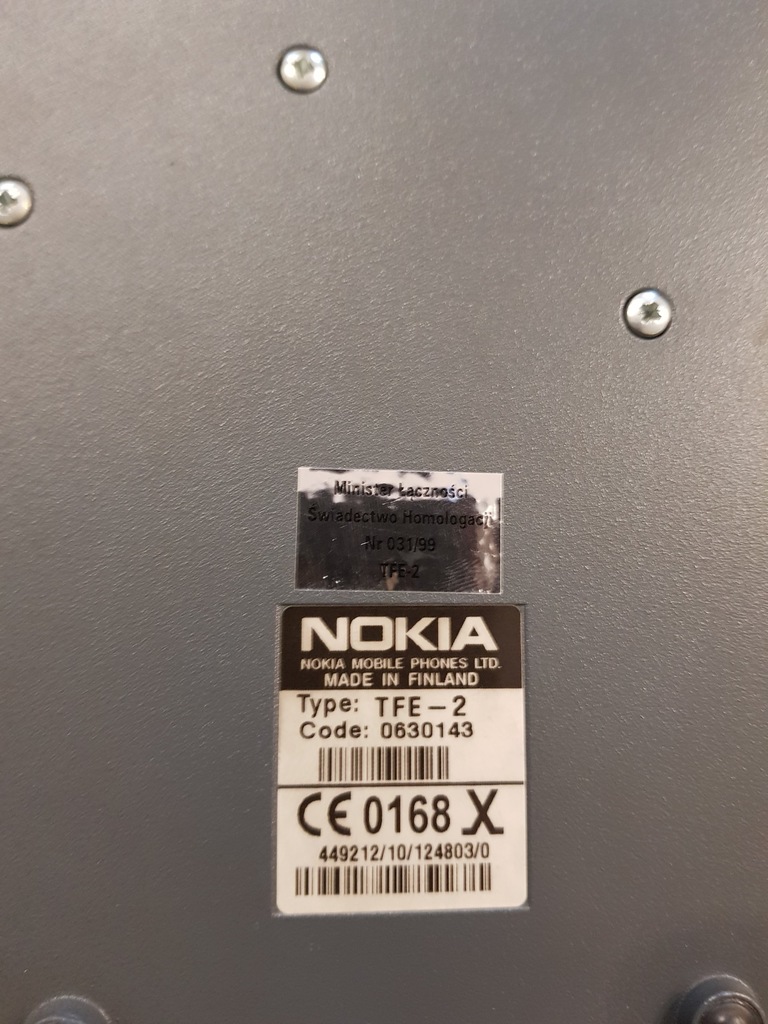 Minister Łączności
Świadectwo Homologacji
Nr 031/99
TFE-2
NOKIA
NOKIA MOBILE PHONES LTD.
MADE IN FINLAND
Type: TFE-2
Code: 0630143
CE 0168 X
449212/10/124803/0